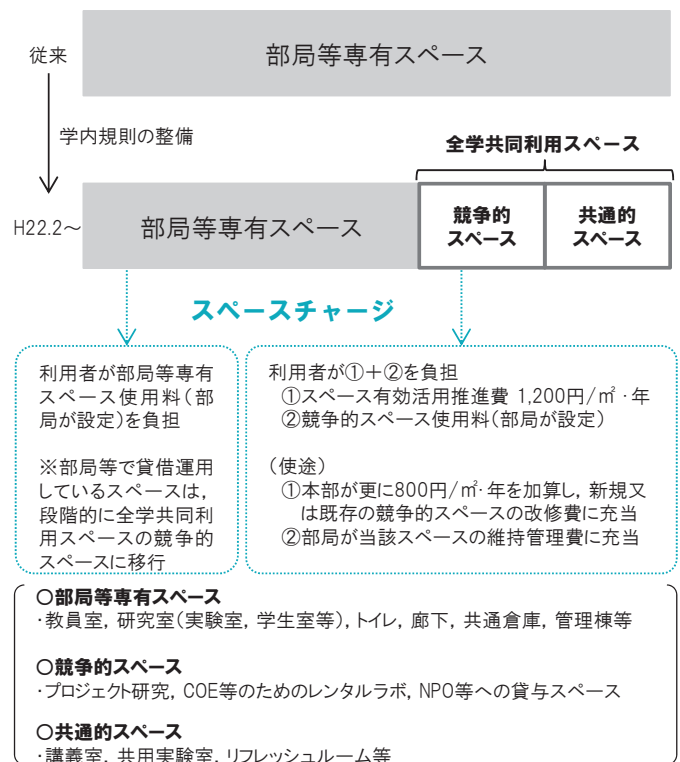 従来
部局等専有スペース
学内規則の整備
全学共同利用スペース
H22.2～
部局等専有スペース
競争的
スペース
共通的
スペース
スペースチャージ
利用者が部局等専有
スペース使用料(部
局が設定)を負担
※部局等で貸借運用
しているスペースは，
段階的に全学共同利
用スペースの競争的
スペースに移行
利用者が①＋②を負担
①スペース有効活用推進費 1,200円/㎡・年
②競争的スペース使用料(部局が設定)
(使途)
①本部が更に800円/㎡・年を加算し，新規又
は既存の競争的スペースの改修費に充当
②部局が当該スペースの維持管理費に充当
○部局等専有スペース
・教員室，研究室(実験室，学生室等)，トイレ，廊下，共通倉庫，管理棟等
○競争的スペース
・プロジェクト研究，COE等のためのレンタルラボ，NPO等への貸与スペース
○共通的スペース
・講義室，共用実験室，リフレッシュルーム等